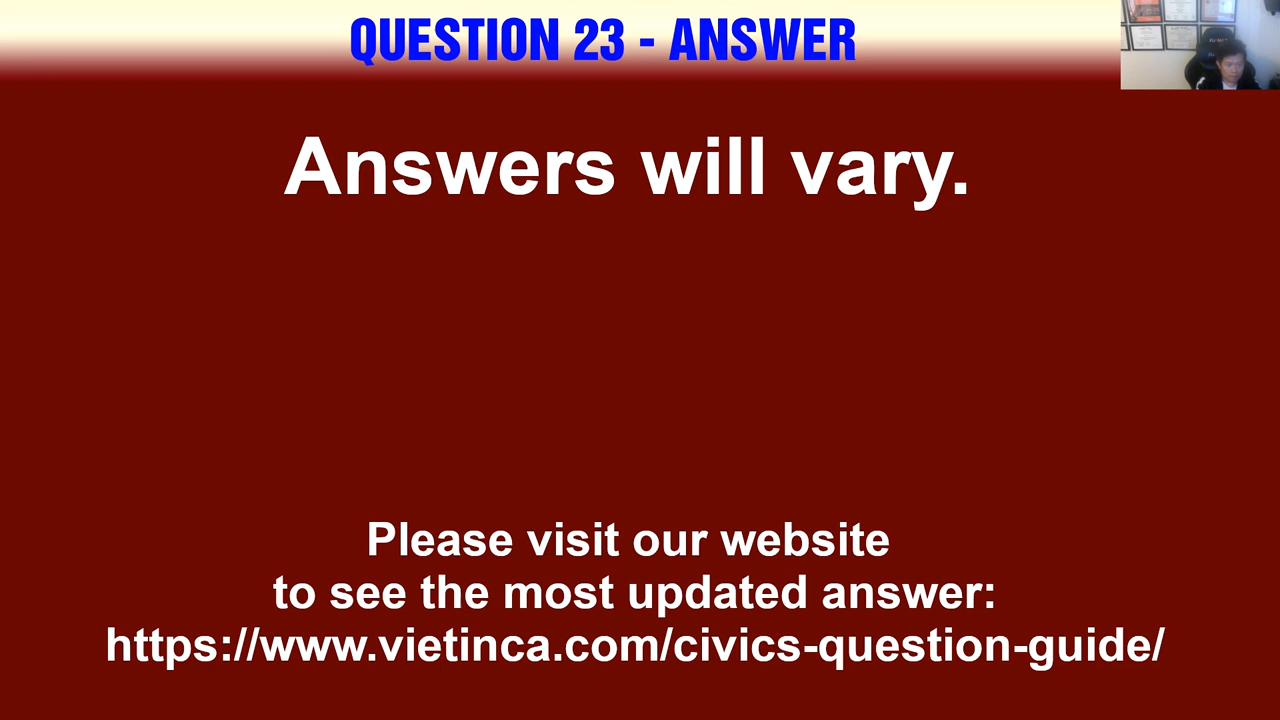 QUESTION 23 - ANSWER
Answers will vary.
Please visit our website
to see the most updated answer:
https://www.vietinca.com/civics-question-guide/